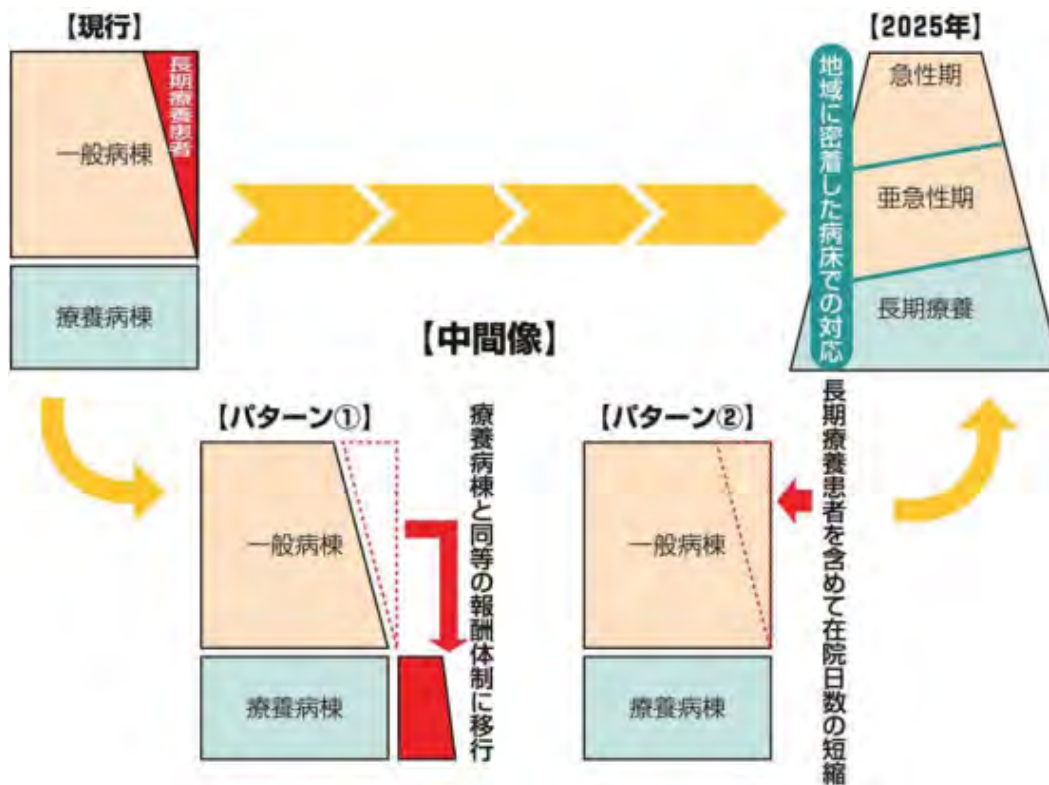 【現行】
長期療養患者
一般病棟
療養病棟
【2025年】
地域に密着した病床での対応
急性期
亜急性期
長期療養
【中間像】
【パターン①】
一般病棟
療養病棟
療養病棟と同等の報酬体制に移行
【パターン②】
一般病棟
療養病棟
長期療養患者を含めて在院日数の短縮